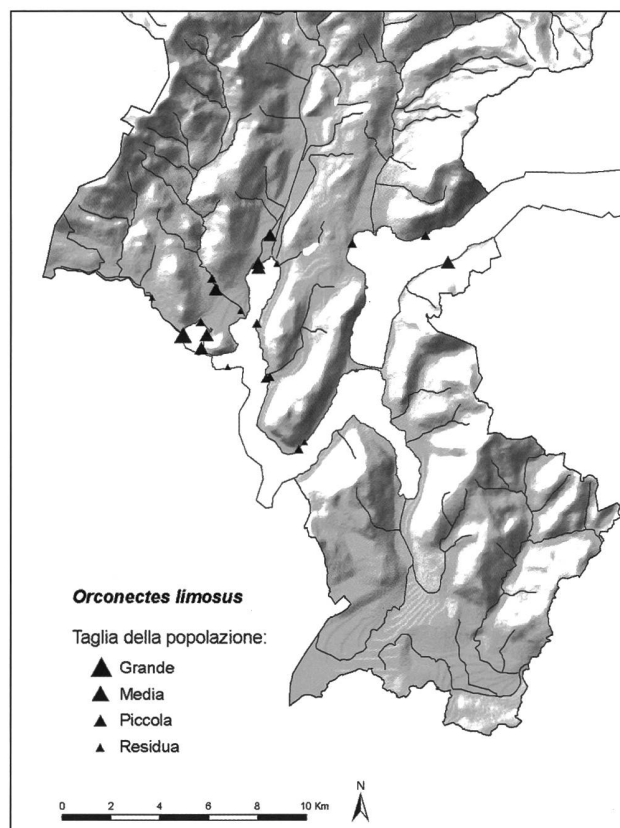 Orconectes limosus
Taglia della popolazione:
Grande
Media
Piccola
Residua
0 2 4 6 8 10 Km
N